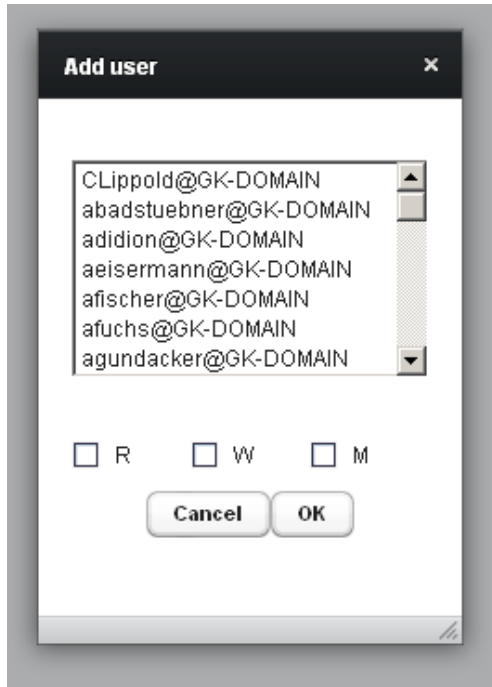 Add user
CLippold@GK-DOMAIN
abadstuebner@GK-DOMAIN
adidion@GK-DOMAIN
aeisermann@GK-DOMAIN
afischer@GK-DOMAIN
afuchs@GK-DOMAIN
agundacker@GK-DOMAIN
R W M
Cancel OK